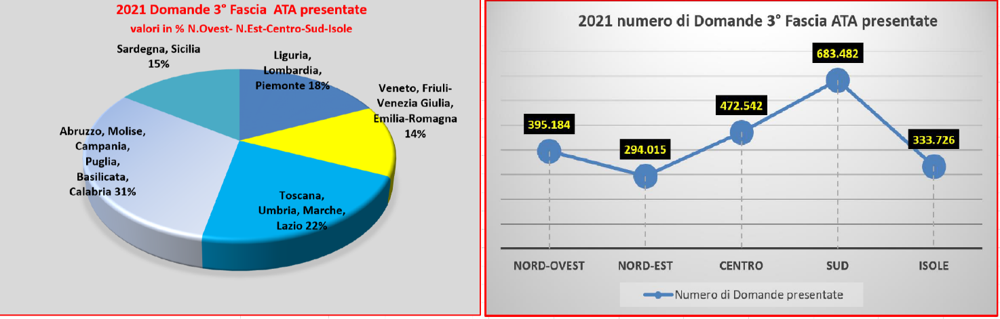 2021 Domande 3° Fascia ATA presentate
valori in % N.Ovest- N.Est-Centro-Sud-Isole
Sardegna, Sicilia
15%
Liguria,
Lombardia,
Piemonte 18%
Veneto, Friuli-
Venezia Giulia,
Emilia-Romagna
14%
Abruzzo, Molise,
Campania,
Puglia,
Basilicata,
Calabria 31%
Toscana,
Umbria, Marche,
Lazio 22%
2021 numero di Domande 3° Fascia ATA presentate
683.482
472.542
395.184
333.726
294.015
NORD-OVEST NORD-EST CENTRO SUD ISOLE
Numero di Domande presentate